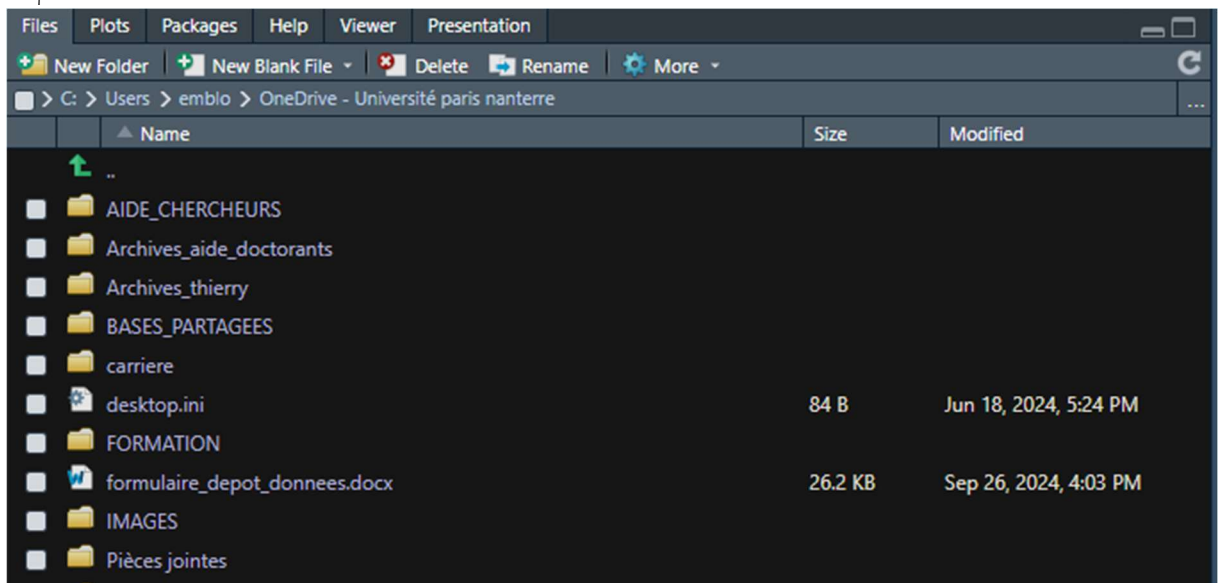 Files Plots Packages Help Viewer Presentation
New Folder New Blank File Delete Rename More
C: > Users > emblo > OneDrive - Université paris nanterre ...
Name Size Modified
..
AIDE_CHERCHEURS
Archives_aide_doctorants
Archives_thierry
BASES_PARTAGEES
carriere
desktop.ini 84 B Jun 18, 2024, 5:24 PM
FORMATION
formulaire_depot_donnees.docx 26.2 KB Sep 26, 2024, 4:03 PM
IMAGES
Pièces jointes